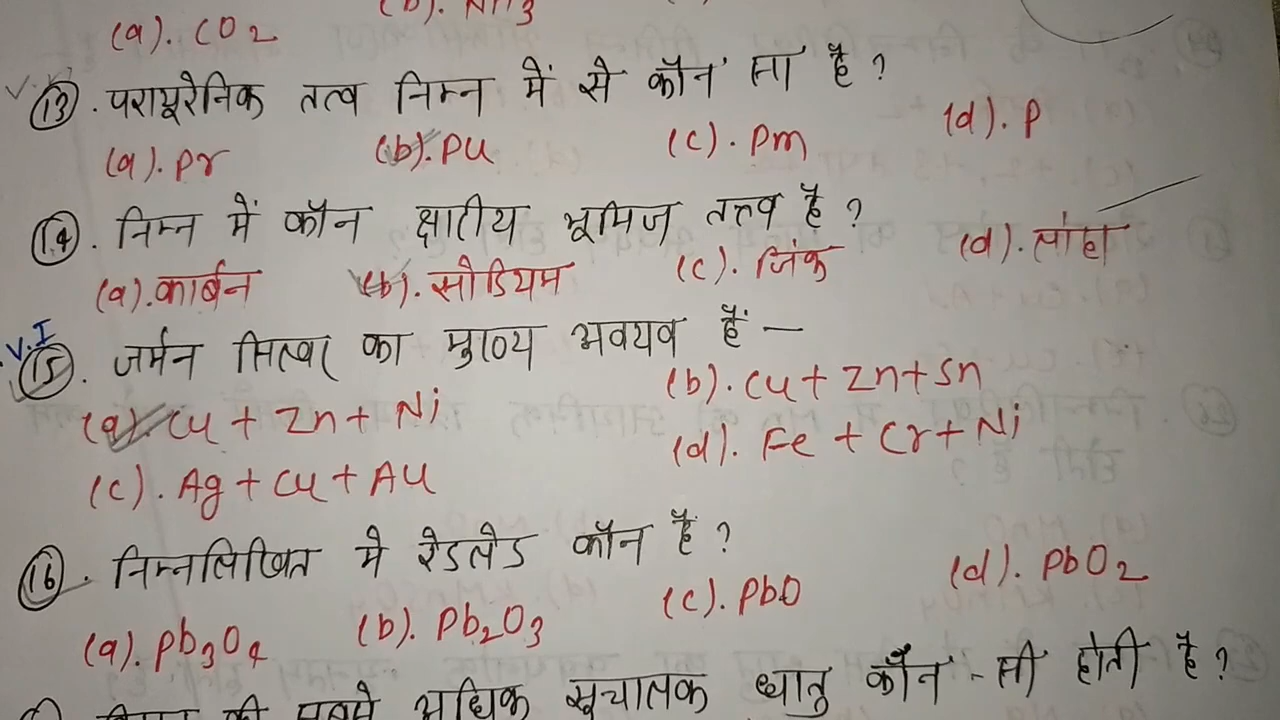 (b). NH3
(a). CO2
13. परायूरेनिक तत्व निम्न में से कौन सा है ?
(a). Pr (b). Pu (c). Pm (d). P
14. निम्न में कौन क्षारीय भूमिज तत्त्व है ?
(a). कार्बन (b). सोडियम (c). जिंक (d). लोहा
V.I
15. जर्मन सिल्वर का मुख्य अवयव हैं —
(a). Cu + Zn + Ni (b). Cu + Zn + Sn
(c). Ag + Cu + Au (d). Fe + Cr + Ni
16. निम्नलिखित मे रेडलेड कौन है ?
(a). Pb3O4 (b). Pb2O3 (c). PbO (d). PbO2
की सबसे अधिक सूचालक धातु कौन - सी होती है ?